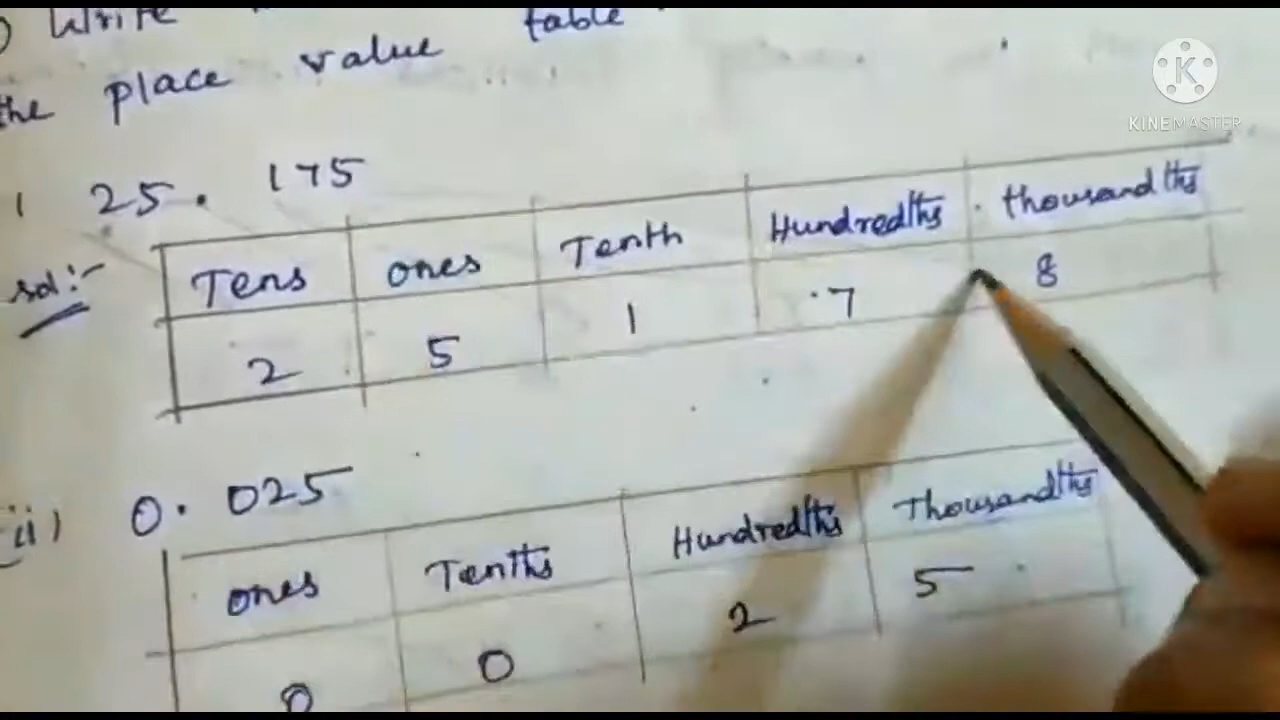 ) Write table
the place value
1 25 . 175
sol:-
Tens ones Tenth Hundredths thousandths
2 5 1 7 8
(ii) 0. 025
ones Tenths Hundredths Thousandths
0 0 2 5
KINEMASTER